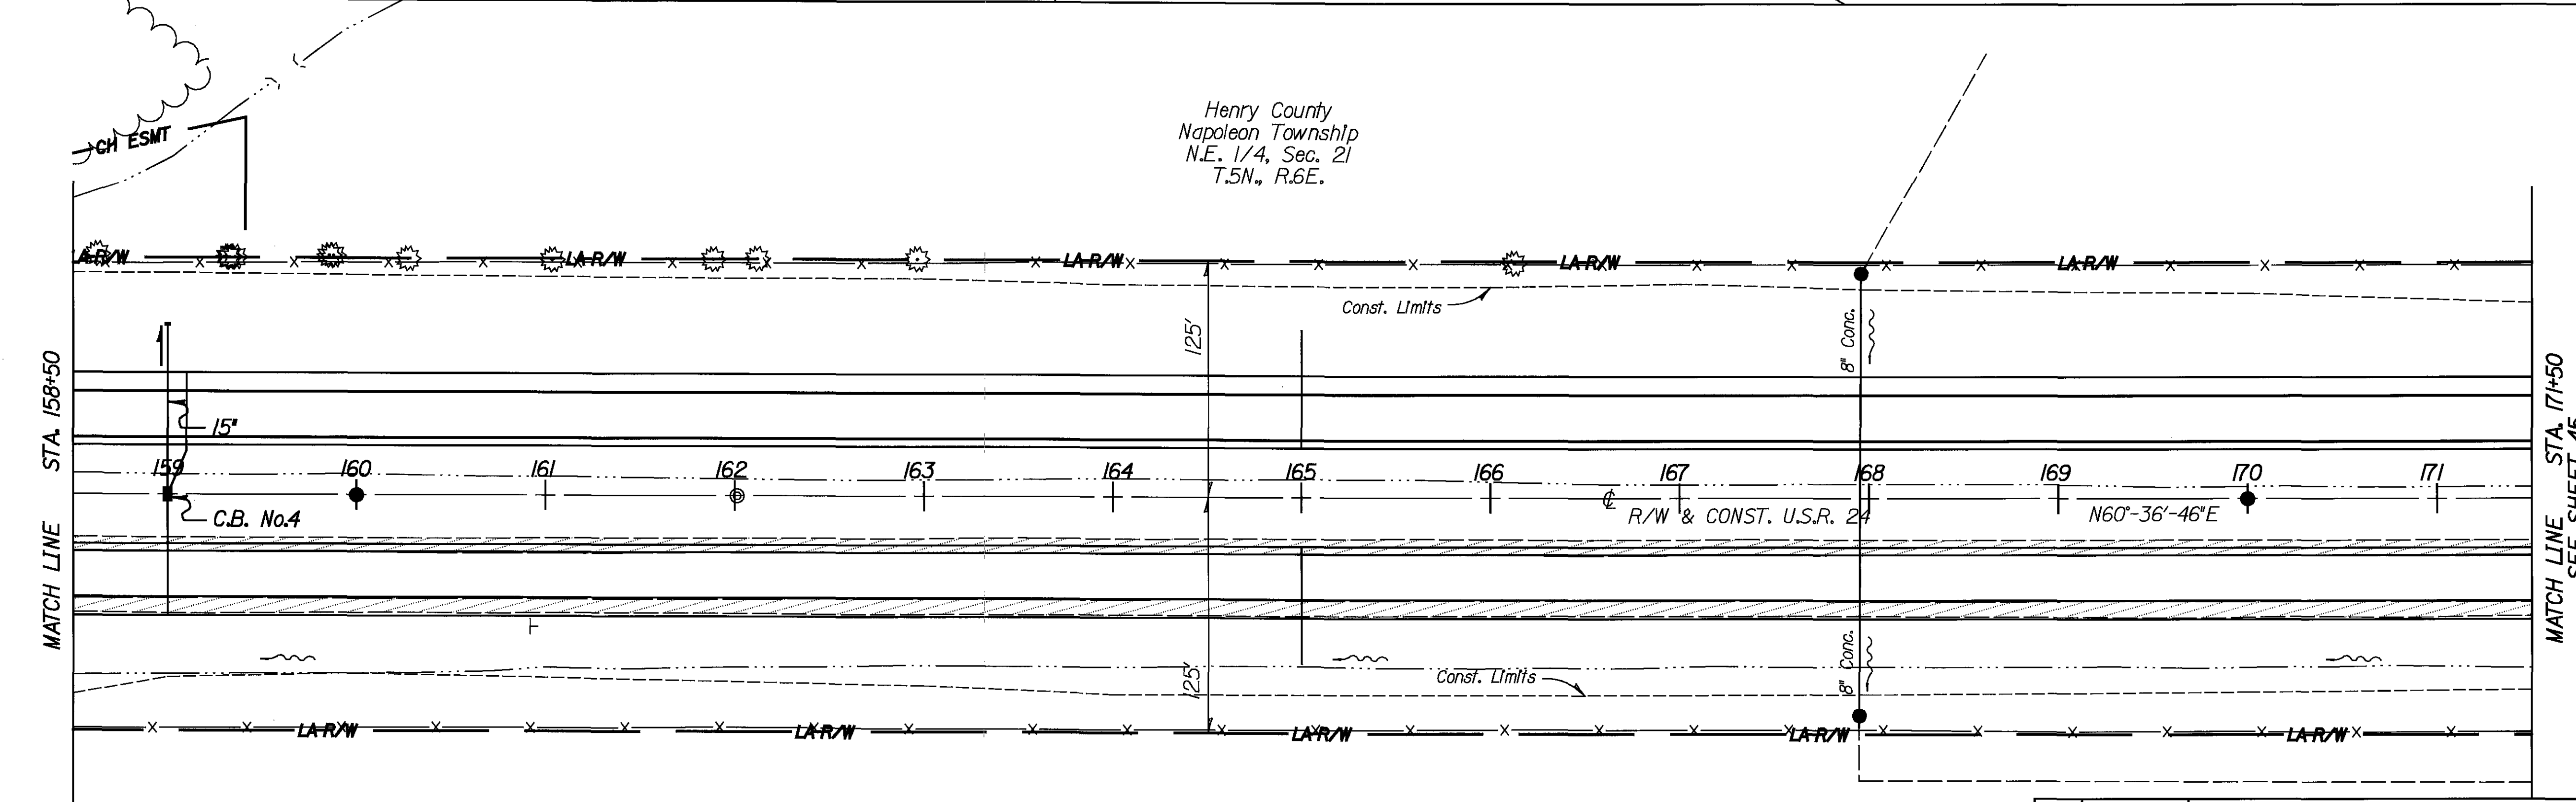 CH ESMT
Henry County
Napoleon Township
N.E. 1/4, Sec. 21
T.5N., R.6E.
LA R/W LA R/W LA R/W LA R/W
Const. Limits
125'
8" Conc.
MATCH LINE STA. 158+50
15"
159 160 161 162 163 164 165 166 167 168 169 170 171
C.B. No.4
℄ R/W & CONST. U.S.R. 24
N60°-36'-46"E
MATCH LINE STA. 171+50
SEE SHEET 45
125'
Const. Limits
8" Conc.
LA R/W LA R/W LA R/W LA R/W LA R/W